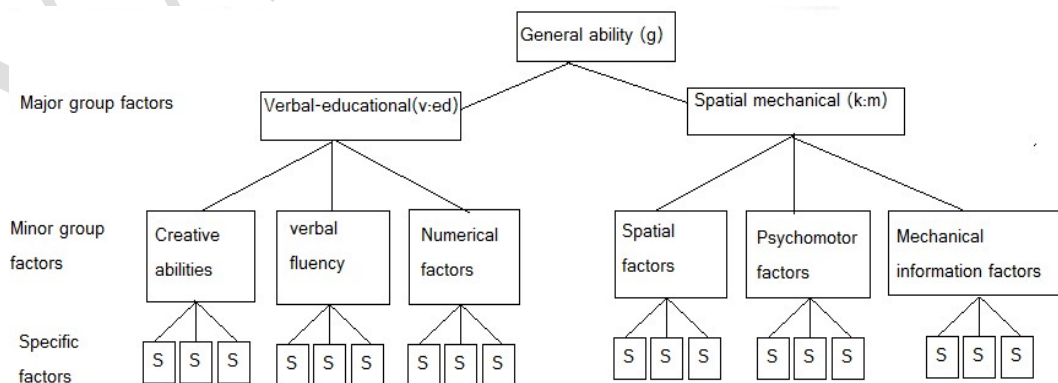 General ability (g)
Major group factors
Verbal-educational(v:ed)
Spatial mechanical (k:m)
Minor group
factors
Creative
abilities
verbal
fluency
Numerical
factors
Spatial
factors
Psychomotor
factors
Mechanical
information factors
Specific
factors
S S S
S S S
S S S
S S S
S S S
S S S